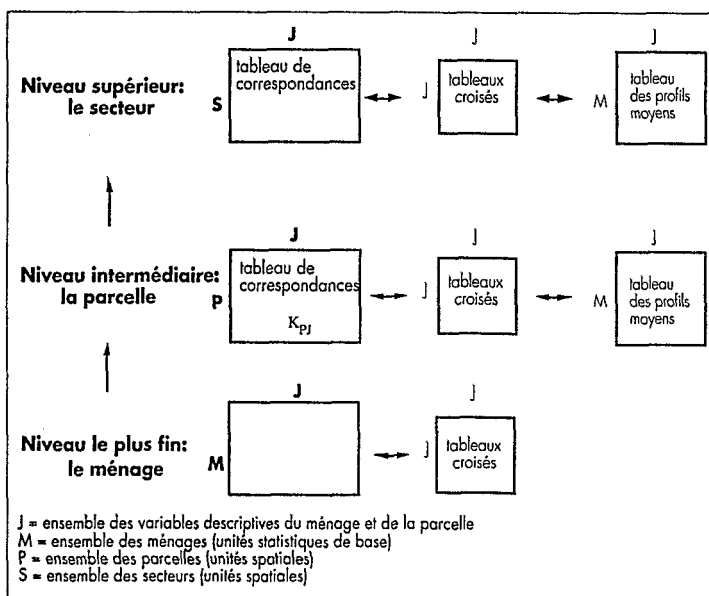 J J J
Niveau supérieur:
le secteur
S
tableau de
correspondances
J
tableaux
croisés
M
tableau
des profils
moyens
J J J
Niveau intermédiaire:
la parcelle
P
tableau de
correspondances
K_PJ
J
tableaux
croisés
M
tableau
des profils
moyens
J J
Niveau le plus fin:
le ménage
M
J
tableaux
croisés
J = ensemble des variables descriptives du ménage et de la parcelle
M = ensemble des ménages (unités statistiques de base)
P = ensemble des parcelles (unités spatiales)
S = ensemble des secteurs (unités spatiales)